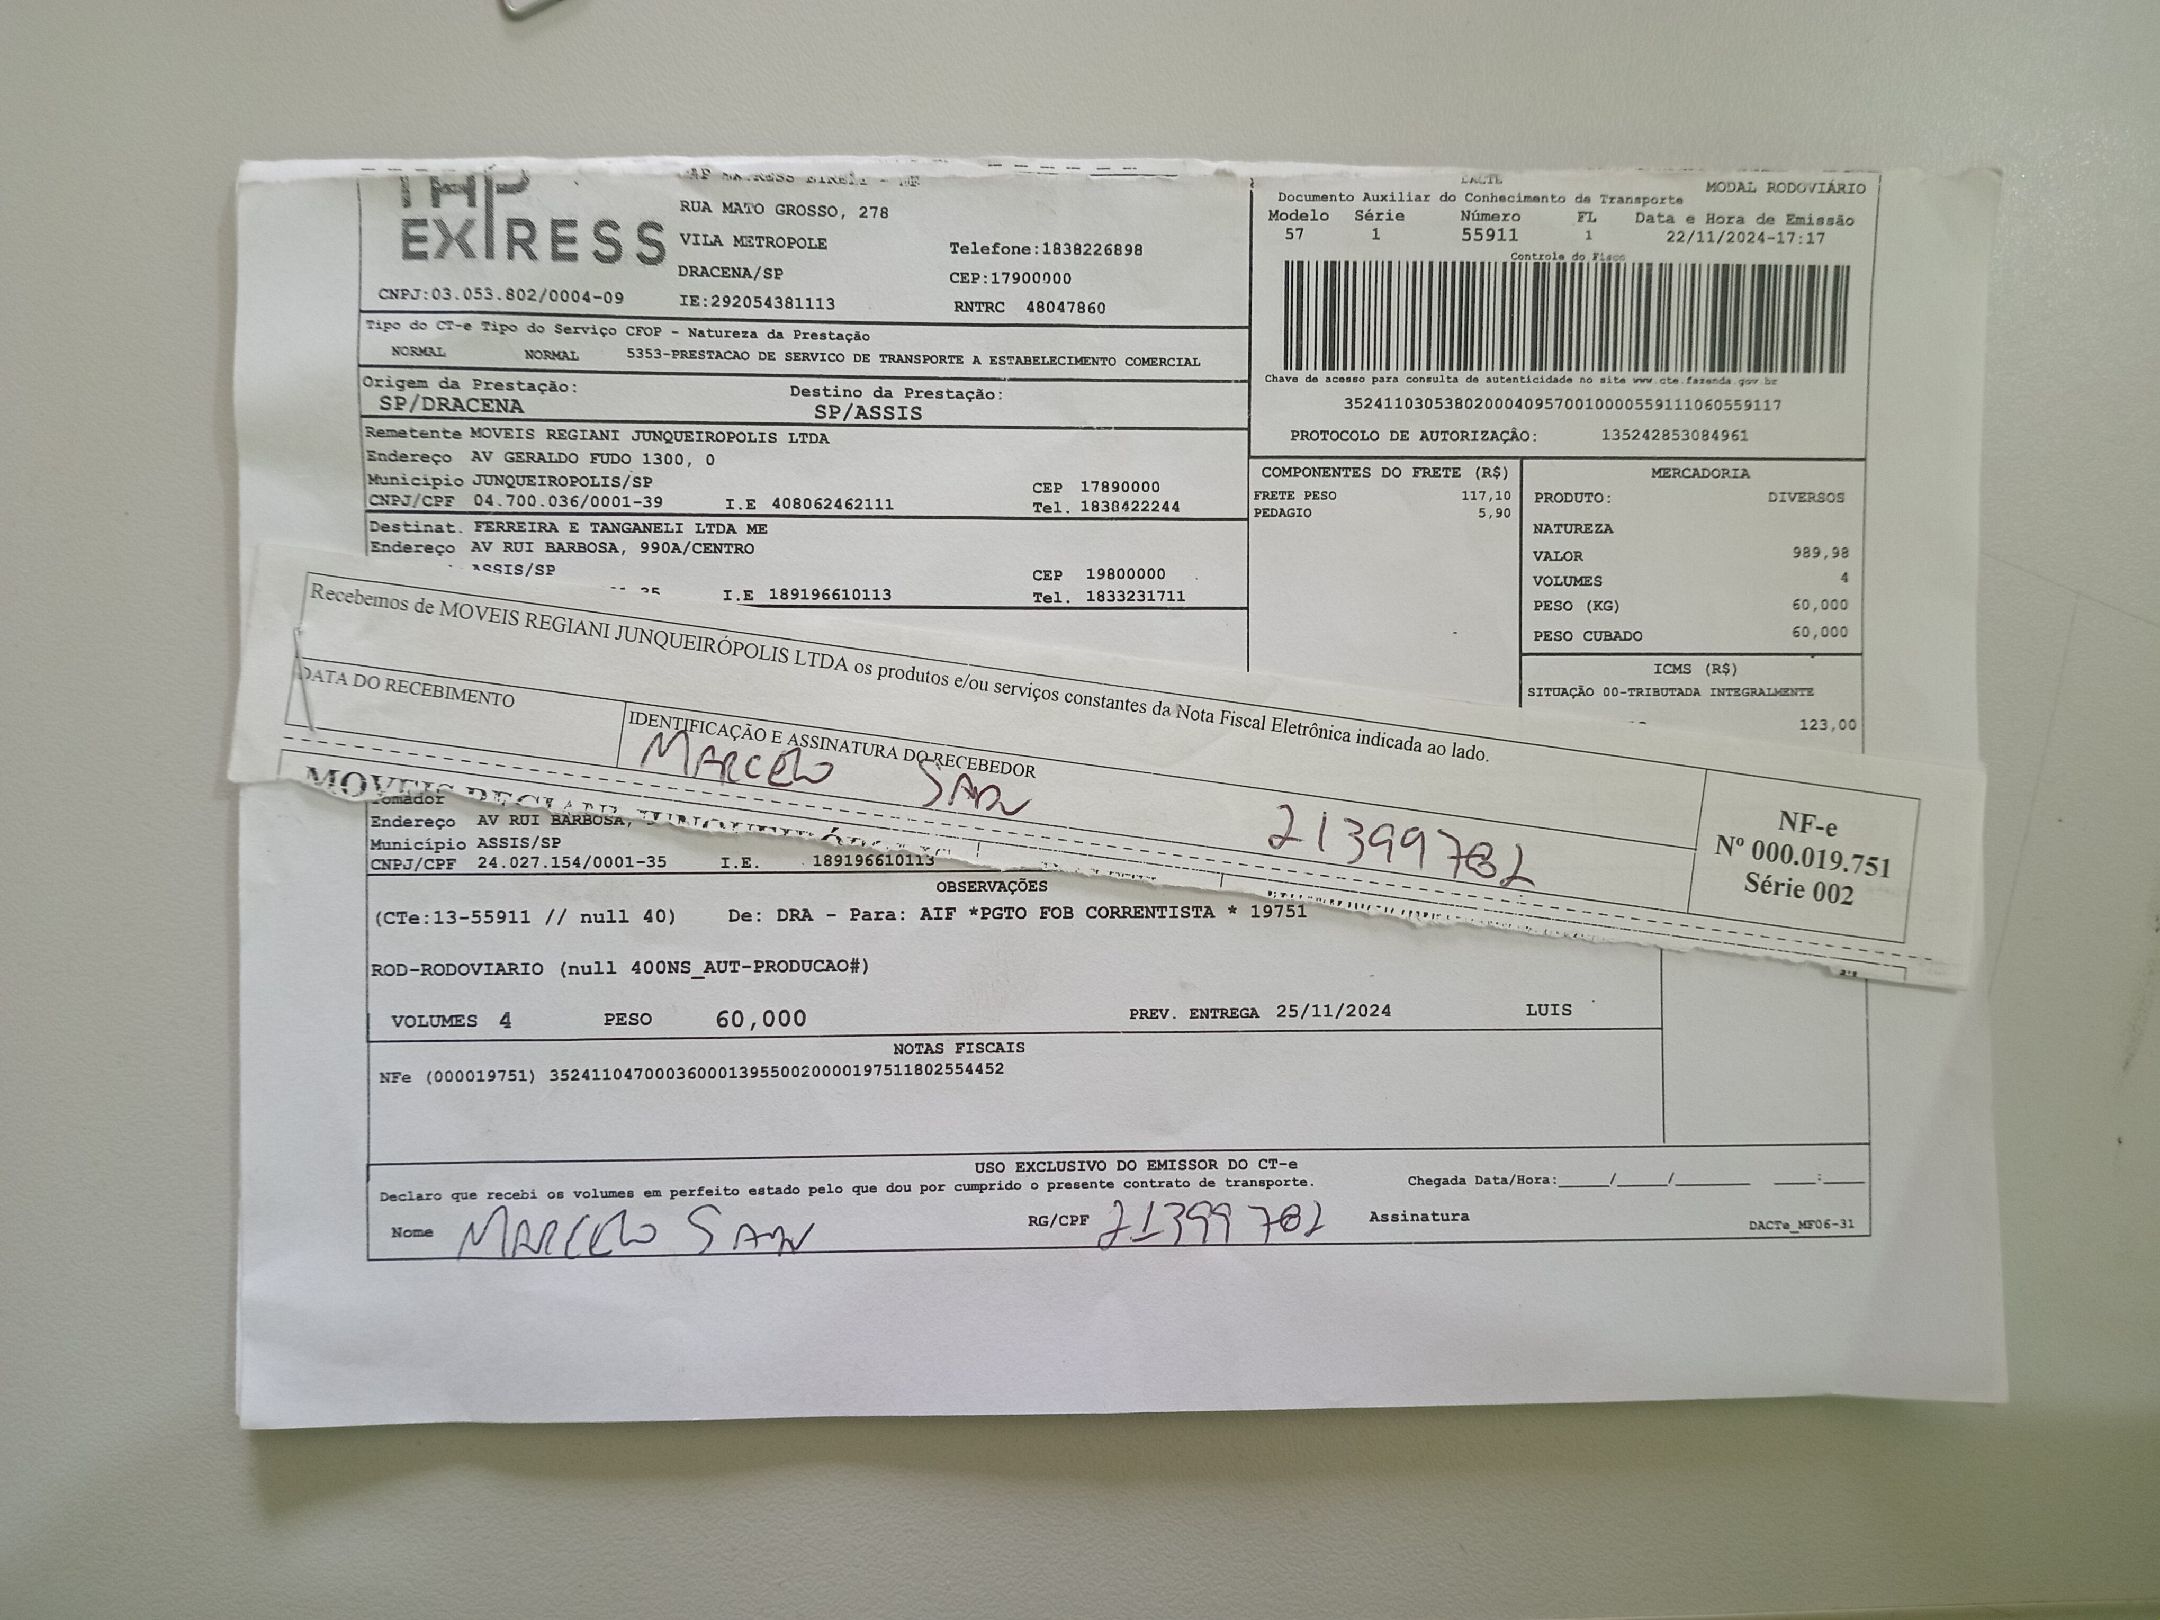 TAP
EXPRESS
RUA MATO GROSSO, 278
VILA METROPOLE
Telefone:1838226898
DRACENA/SP
CEP:17900000
CNPJ:03.053.802/0004-09
IE:292054381113
RNTRC 48047860
DACTE
MODAL RODOVIÁRIO
Documento Auxiliar do Conhecimento de Transporte
Modelo Série Número FL Data e Hora de Emissão
57 1 55911 1 22/11/2024-17:17
Controle do Fisco
Chave de acesso para consulta de autenticidade no site www.cte.fazenda.gov.br
35241103053802000409570010000559111060559117
PROTOCOLO DE AUTORIZAÇÃO: 135242853084961
Tipo do CT-e Tipo do Serviço CFOP - Natureza da Prestação
NORMAL NORMAL 5353-PRESTACAO DE SERVICO DE TRANSPORTE A ESTABELECIMENTO COMERCIAL
Origem da Prestação: Destino da Prestação:
SP/DRACENA SP/ASSIS
Remetente MOVEIS REGIANI JUNQUEIROPOLIS LTDA
Endereço AV GERALDO FUDO 1300, 0
Municipio JUNQUEIROPOLIS/SP CEP 17890000
CNPJ/CPF 04.700.036/0001-39 I.E 408062462111 Tel. 1838422244
Destinat. FERREIRA E TANGANELI LTDA ME
Endereço AV RUI BARBOSA, 990A/CENTRO
ASSIS/SP CEP 19800000
I.E 189196610113 Tel. 1833231711
COMPONENTES DO FRETE (R$)
FRETE PESO 117,10
PEDAGIO 5,90
MERCADORIA
PRODUTO: DIVERSOS
NATUREZA
VALOR 989,98
VOLUMES 4
PESO (KG) 60,000
PESO CUBADO 60,000
ICMS (R$)
SITUAÇÃO 00-TRIBUTADA INTEGRALMENTE
123,00
Recebemos de MOVEIS REGIANI JUNQUEIRÓPOLIS LTDA os produtos e/ou serviços constantes da Nota Fiscal Eletrônica indicada ao lado.
DATA DO RECEBIMENTO
IDENTIFICAÇÃO E ASSINATURA DO RECEBEDOR
MARCELO 21399782
NF-e
Nº 000.019.751
Série 002
MOVEIS
Tomador
Endereço AV RUI BARBOSA,
Municipio ASSIS/SP
CNPJ/CPF 24.027.154/0001-35 I.E. 189196610113
OBSERVAÇÕES
(CTe:13-55911 // null 40) De: DRA - Para: AIF *PGTO FOB CORRENTISTA * 19751
ROD-RODOVIARIO (null 400NS_AUT-PRODUCAO#)
VOLUMES 4 PESO 60,000 PREV. ENTREGA 25/11/2024 LUIS
NOTAS FISCAIS
NFe (000019751) 35241104700036000139550020000197511802554452
USO EXCLUSIVO DO EMISSOR DO CT-e
Declaro que recebi os volumes em perfeito estado pelo que dou por cumprido o presente contrato de transporte. Chegada Data/Hora:_____/_____/________ ____:____
Nome MARCELO RG/CPF 21399782 Assinatura
DACTe_MF06-31